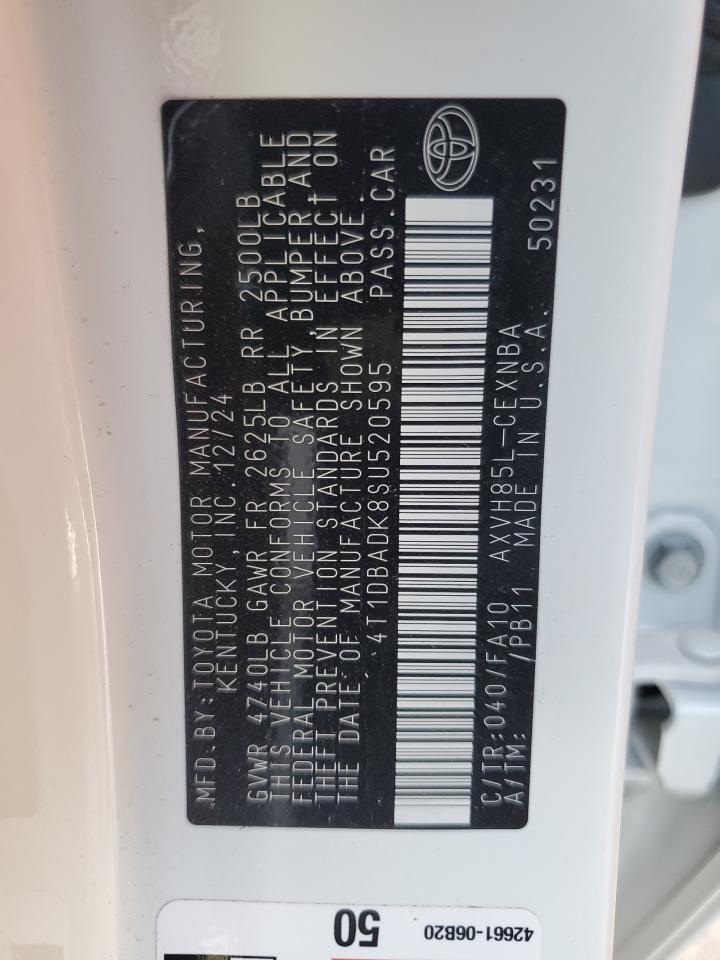 MFD.BY:TOYOTA MOTOR MANUFACTURING,
KENTUCKY, INC. 12/24
GVWR 4740LB GAWR FR 2625LB RR 2500LB
THIS VEHICLE CONFORMS TO ALL APPLICABLE
FEDERAL MOTOR VEHICLE SAFETY, BUMPER, AND
THEFT PREVENTION STANDARDS IN EFFECT ON
THE DATE OF MANUFACTURE SHOWN ABOVE.
4T1DBADK8SU520595 PASS.CAR
C/TR:040/FA10 AXVH85L-CEXNBA
A/TM: /PB11 MADE IN U.S.A. 50231
50
42661-06B20